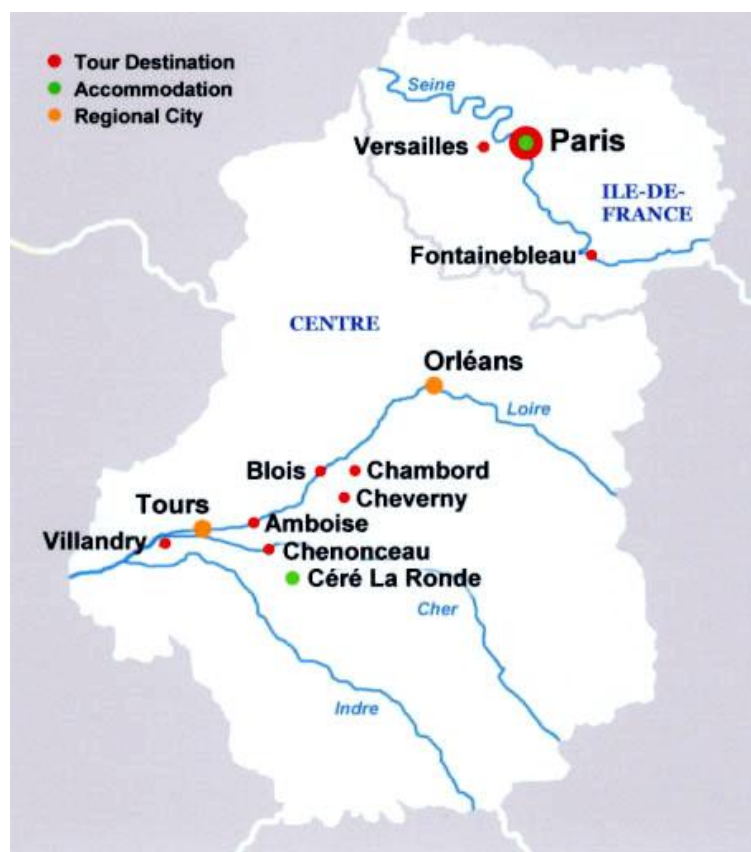 Tour Destination
Accommodation
Regional City
Seine
Versailles
Paris
ILE-DE-
FRANCE
Fontainebleau
CENTRE
Orléans
Loire
Blois
Chambord
Cheverny
Tours
Amboise
Villandry
Chenonceau
Céré La Ronde
Cher
Indre